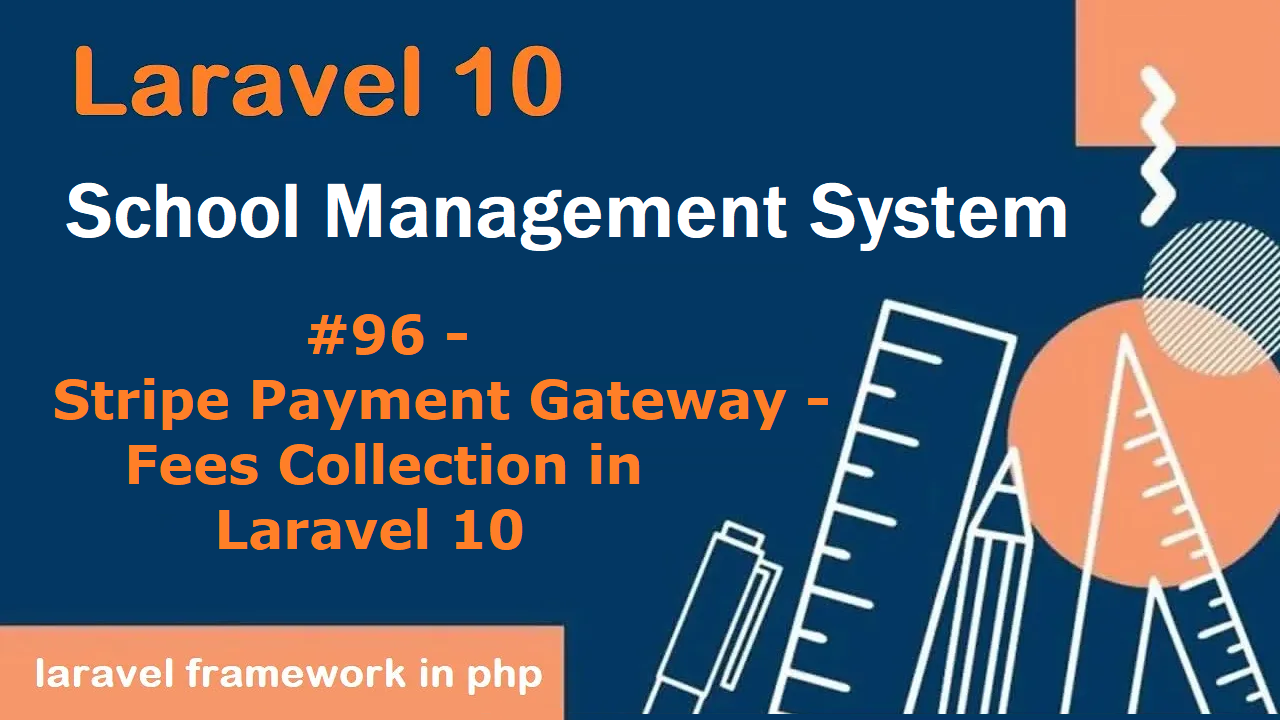 Laravel 10
School Management System
#96 -
Stripe Payment Gateway -
Fees Collection in
Laravel 10
laravel framework in php